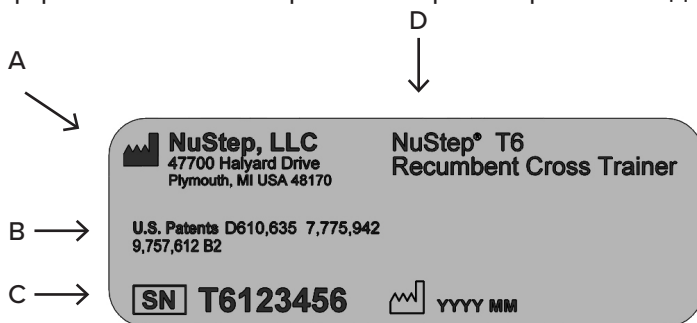 D
A
NuStep, LLC
47700 Halyard Drive
Plymouth, MI USA 48170
NuStep® T6
Recumbent Cross Trainer
B
U.S. Patents D610,635 7,775,942
9,757,612 B2
C
SN T6123456
YYYY MM